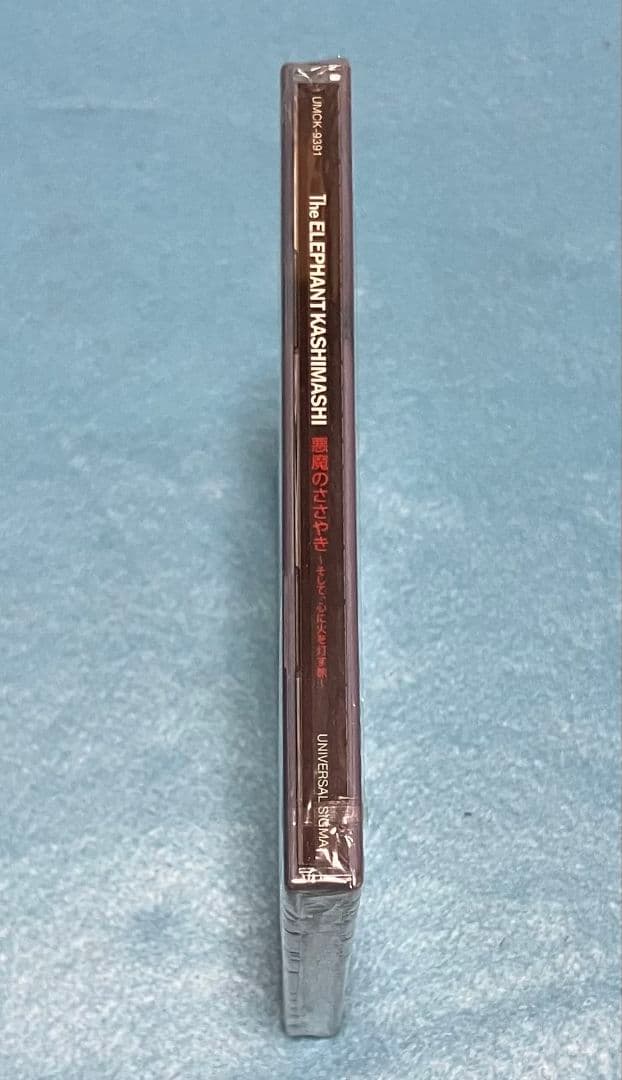 UMCK-9391
The ELEPHANT KASHIMASHI
悪魔のささやき
~そして、心に火を灯す旅~
UNIVERSAL SIGMA